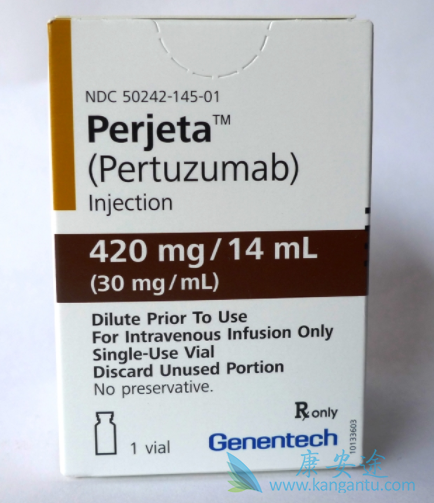 NDC 50242-145-01
Perjeta™
(Pertuzumab)
Injection
420 mg/14 mL
(30 mg/mL)
Dilute Prior To Use
For Intravenous Infusion Only
Single-Use Vial
Discard Unused Portion
No preservative.
℞ only
1 vial
Genentech
10133603
康安途
www.kangantu.com